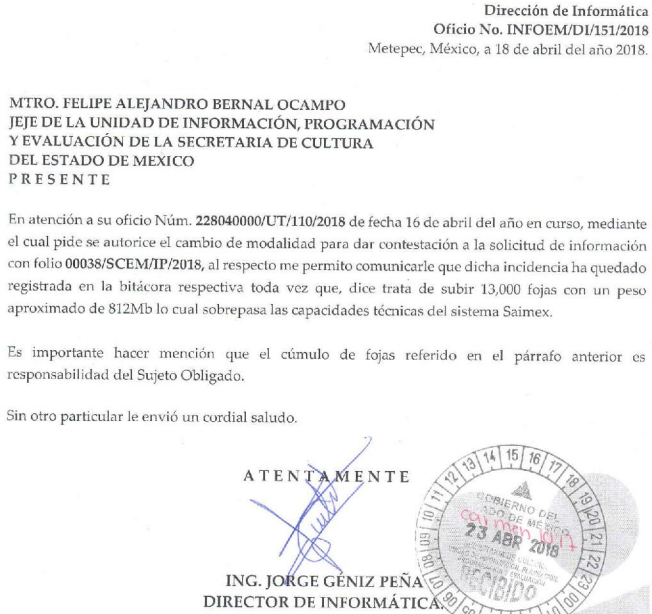 Dirección de Informática
Oficio No. INFOEM/DI/151/2018
Metepec, México, a 18 de abril del año 2018.
MTRO. FELIPE ALEJANDRO BERNAL OCAMPO
JEJE DE LA UNIDAD DE INFORMACIÓN, PROGRAMACIÓN
Y EVALUACIÓN DE LA SECRETARIA DE CULTURA
DEL ESTADO DE MEXICO
P R E S E N T E
En atención a su oficio Núm. 228040000/UT/110/2018 de fecha 16 de abril del año en curso, mediante
el cual pide se autorice el cambio de modalidad para dar contestación a la solicitud de información
con folio 00038/SCEM/IP/2018, al respecto me permito comunicarle que dicha incidencia ha quedado
registrada en la bitácora respectiva toda vez que, dice trata de subir 13,000 fojas con un peso
aproximado de 812Mb lo cual sobrepasa las capacidades técnicas del sistema Saimex.
Es importante hacer mención que el cúmulo de fojas referido en el párrafo anterior es
responsabilidad del Sujeto Obligado.
Sin otro particular le envió un cordial saludo.
A T E N T A M E N T E
ING. JORGE GÉNIZ PEÑA
DIRECTOR DE INFORMÁTICA.
08 09 10 11 12 13 14 15 16 17 18 19 20 21 22 23 00
GOBIERNO DEL
ADO DE MÉXICO
Carmen 10:17
23 ABR 2018
RECIBIDO